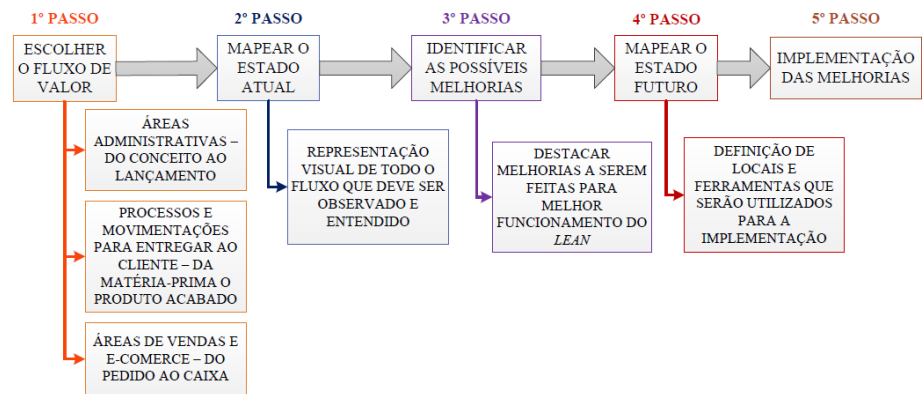 1º PASSO
2º PASSO
3º PASSO
4º PASSO
5º PASSO
ESCOLHER
O FLUXO DE
VALOR
MAPEAR O
ESTADO
ATUAL
IDENTIFICAR
AS POSSÍVEIS
MELHORIAS
MAPEAR O
ESTADO
FUTURO
IMPLEMENTAÇÃO
DAS MELHORIAS
ÁREAS
ADMINISTRATIVAS –
DO CONCEITO AO
LANÇAMENTO
PROCESSOS E
MOVIMENTAÇÕES
PARA ENTREGAR AO
CLIENTE – DA
MATÉRIA-PRIMA O
PRODUTO ACABADO
ÁREAS DE VENDAS E
E-COMERCE – DO
PEDIDO AO CAIXA
REPRESENTAÇÃO
VISUAL DE TODO O
FLUXO QUE DEVE SER
OBSERVADO E
ENTENDIDO
DESTACAR
MELHORIAS A SEREM
FEITAS PARA
MELHOR
FUNCIONAMENTO DO
LEAN
DEFINIÇÃO DE
LOCAIS E
FERRAMENTAS QUE
SERÃO UTILIZADOS
PARA A
IMPLEMENTAÇÃO